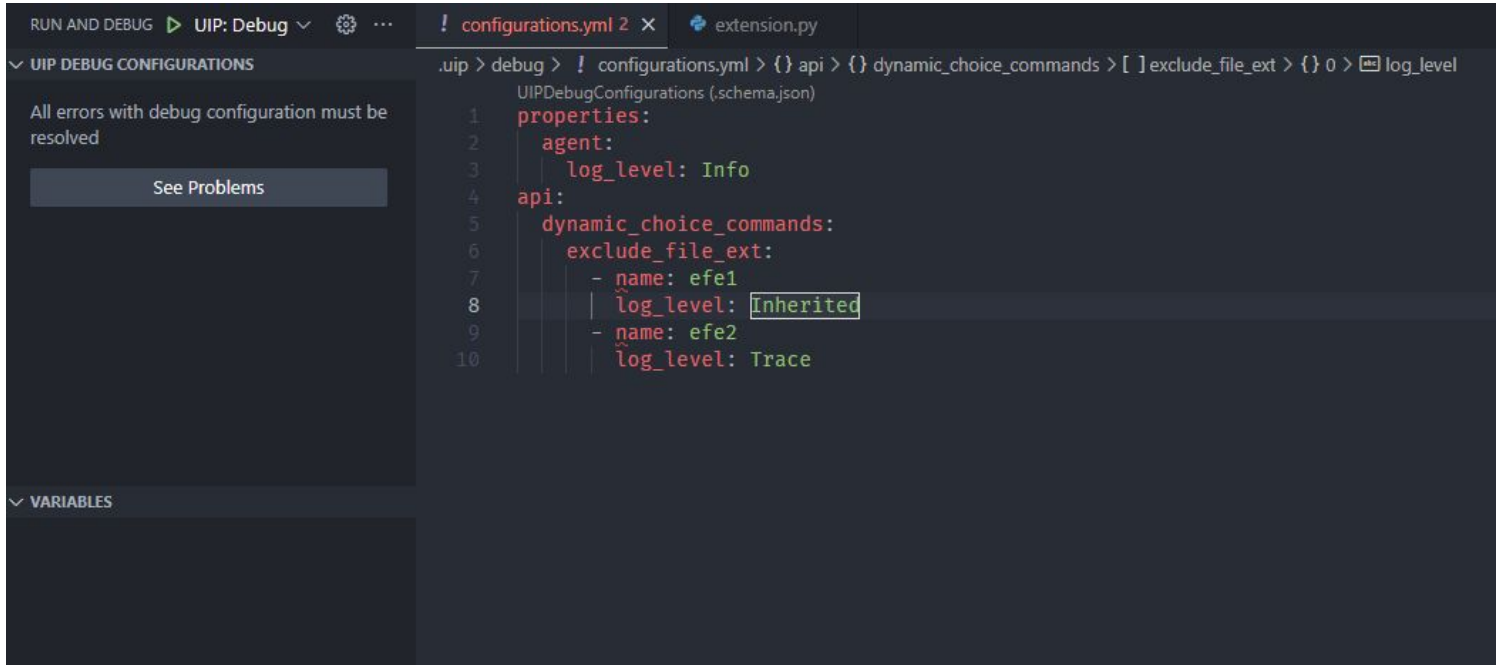 RUN AND DEBUG UIP: Debug ...
! configurations.yml 2 × extension.py
UIP DEBUG CONFIGURATIONS
.uip > debug > ! configurations.yml > {} api > {} dynamic_choice_commands > [ ] exclude_file_ext > {} 0 > abc log_level
All errors with debug configuration must be
resolved
See Problems
VARIABLES
UIPDebugConfigurations (.schema.json)
1 properties:
2 agent:
3 log_level: Info
4 api:
5 dynamic_choice_commands:
6 exclude_file_ext:
7 - name: efe1
8 log_level: Inherited
9 - name: efe2
10 log_level: Trace